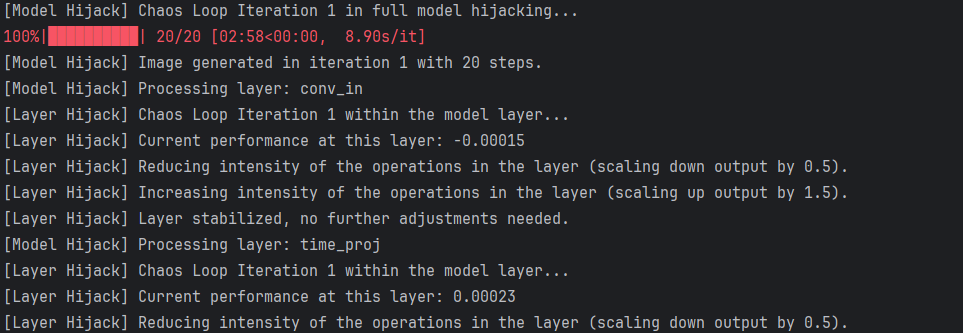 [Model Hijack] Chaos Loop Iteration 1 in full model hijacking...
100%|██████████| 20/20 [02:58<00:00,  8.90s/it]
[Model Hijack] Image generated in iteration 1 with 20 steps.
[Model Hijack] Processing layer: conv_in
[Layer Hijack] Chaos Loop Iteration 1 within the model layer...
[Layer Hijack] Current performance at this layer: -0.00015
[Layer Hijack] Reducing intensity of the operations in the layer (scaling down output by 0.5).
[Layer Hijack] Increasing intensity of the operations in the layer (scaling up output by 1.5).
[Layer Hijack] Layer stabilized, no further adjustments needed.
[Model Hijack] Processing layer: time_proj
[Layer Hijack] Chaos Loop Iteration 1 within the model layer...
[Layer Hijack] Current performance at this layer: 0.00023
[Layer Hijack] Reducing intensity of the operations in the layer (scaling down output by 0.5).